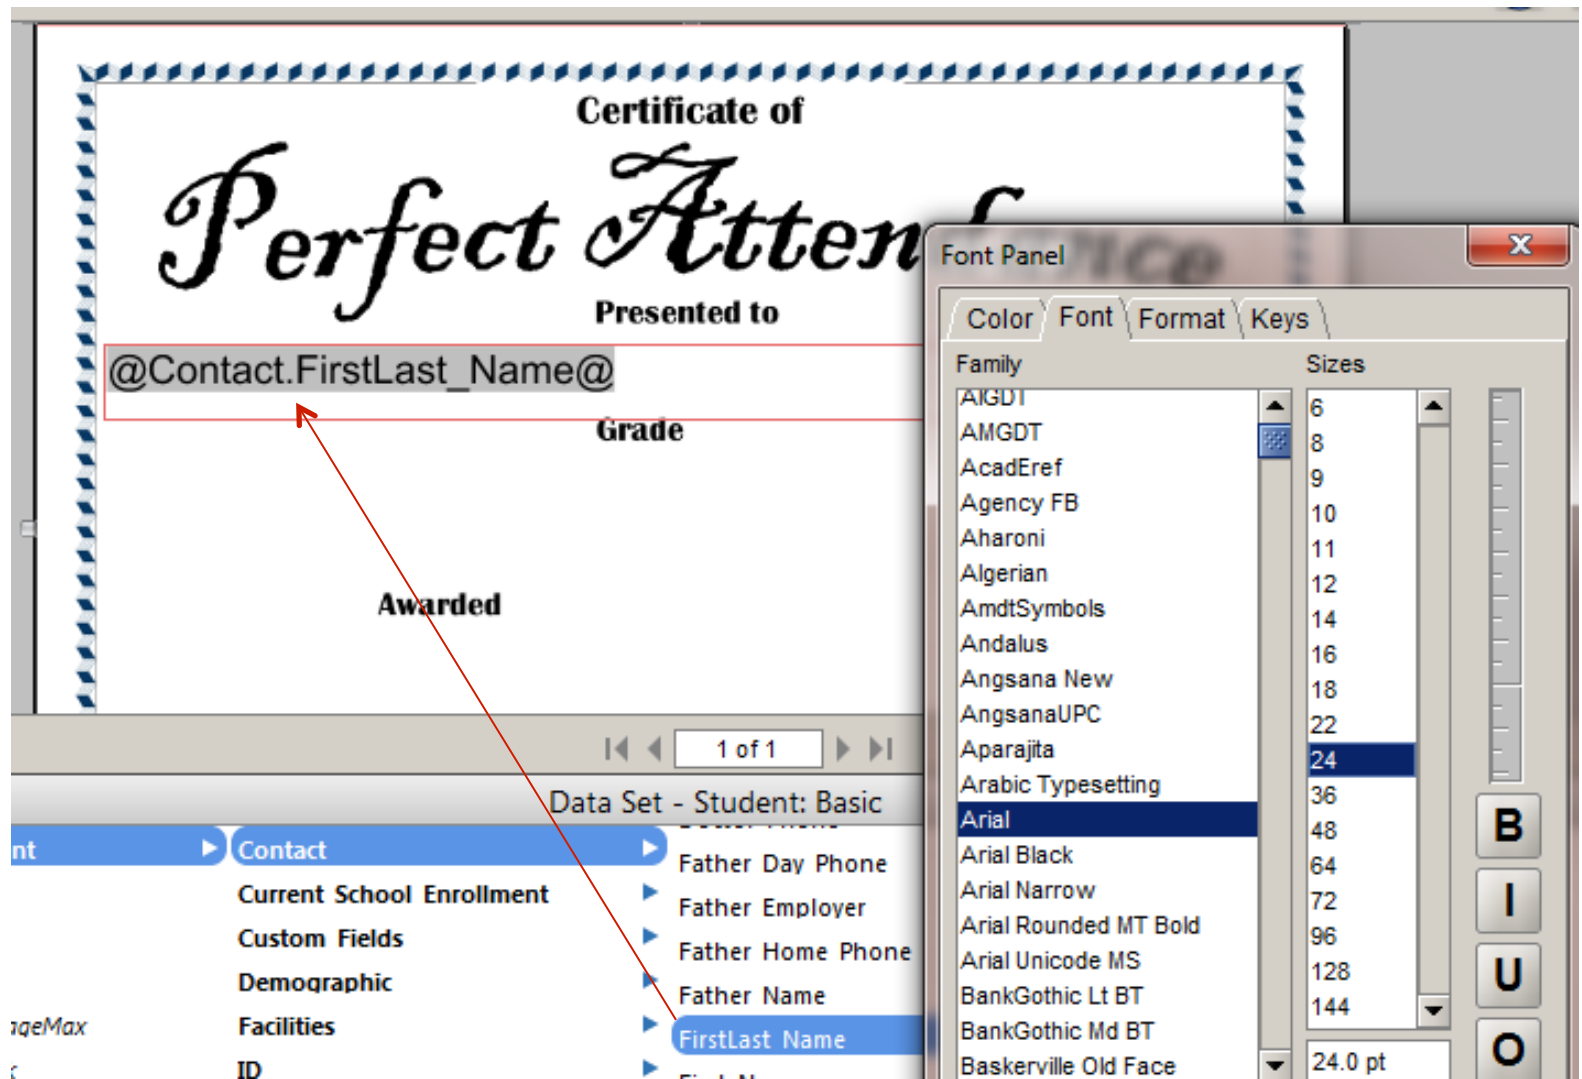 Certificate of
Perfect Atten
Presented to
@Contact.FirstLast_Name@
Grade
Awarded
1 of 1
Data Set - Student: Basic
nt
Contact
Current School Enrollment
Custom Fields
Demographic
ageMax
Facilities
ID
Father Day Phone
Father Employer
Father Home Phone
Father Name
FirstLast Name
Font Panel
X
Color
Font
Format
Keys
Family
Sizes
AIGDT
AMGDT
AcadEref
Agency FB
Aharoni
Algerian
AmdtSymbols
Andalus
Angsana New
AngsanaUPC
Aparajita
Arabic Typesetting
Arial
Arial Black
Arial Narrow
Arial Rounded MT Bold
Arial Unicode MS
BankGothic Lt BT
BankGothic Md BT
Baskerville Old Face
6
8
9
10
11
12
14
16
18
22
24
36
48
64
72
96
128
144
24.0 pt
B
I
U
O